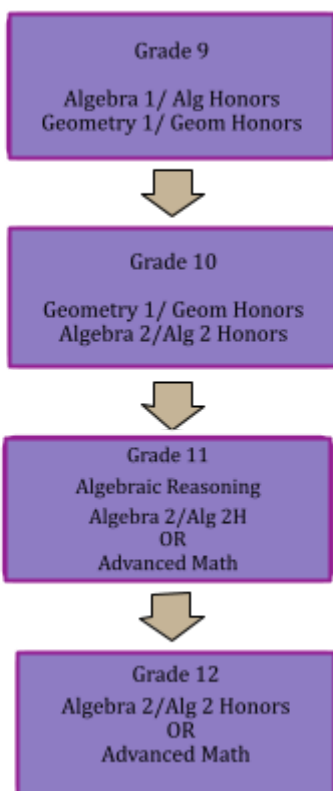 Grade 9
Algebra 1/ Alg Honors
Geometry 1/ Geom Honors
Grade 10
Geometry 1/ Geom Honors
Algebra 2/Alg 2 Honors
Grade 11
Algebraic Reasoning
Algebra 2/Alg 2H
OR
Advanced Math
Grade 12
Algebra 2/Alg 2 Honors
OR
Advanced Math